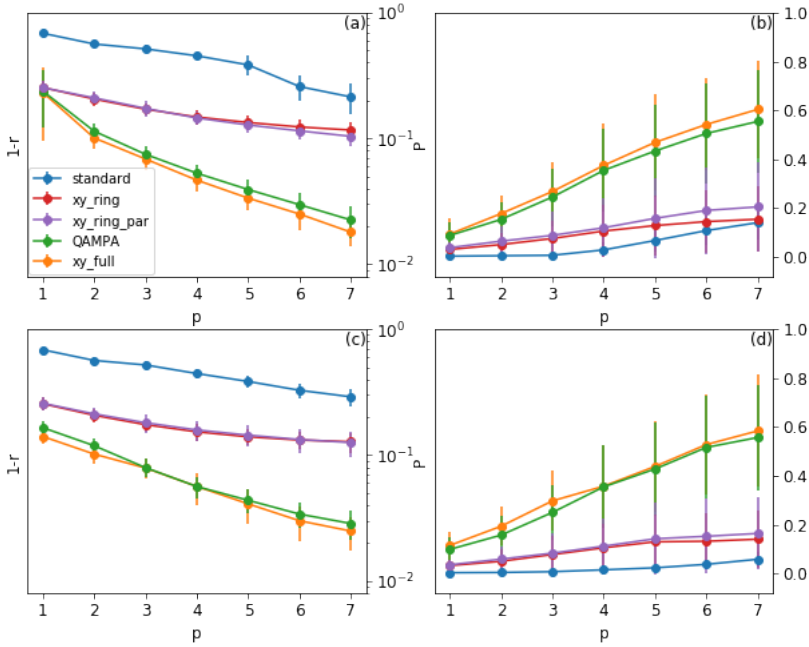 (a)
10⁰
10⁻¹
10⁻²
1-r
standard
xy_ring
xy_ring_par
QAMPA
xy_full
1 2 3 4 5 6 7
p
(b)
1.0
0.8
0.6
0.4
0.2
0.0
P
1 2 3 4 5 6 7
p
(c)
10⁰
10⁻¹
10⁻²
1-r
1 2 3 4 5 6 7
p
(d)
1.0
0.8
0.6
0.4
0.2
0.0
P
1 2 3 4 5 6 7
p